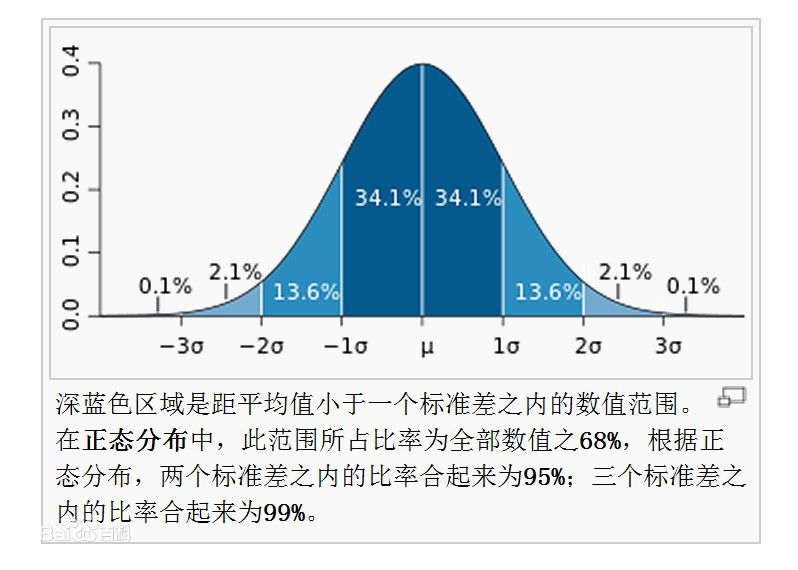 0.4
0.3
0.2
0.1
0.0
34.1% 34.1%
0.1% 2.1% 13.6% 13.6% 2.1% 0.1%
−3σ −2σ −1σ μ 1σ 2σ 3σ
深蓝色区域是距平均值小于一个标准差之内的数值范围。
在正态分布中，此范围所占比率为全部数值之68%，根据正
态分布，两个标准差之内的比率合起来为95%；三个标准差之
内的比率合起来为99%。
Bai百科